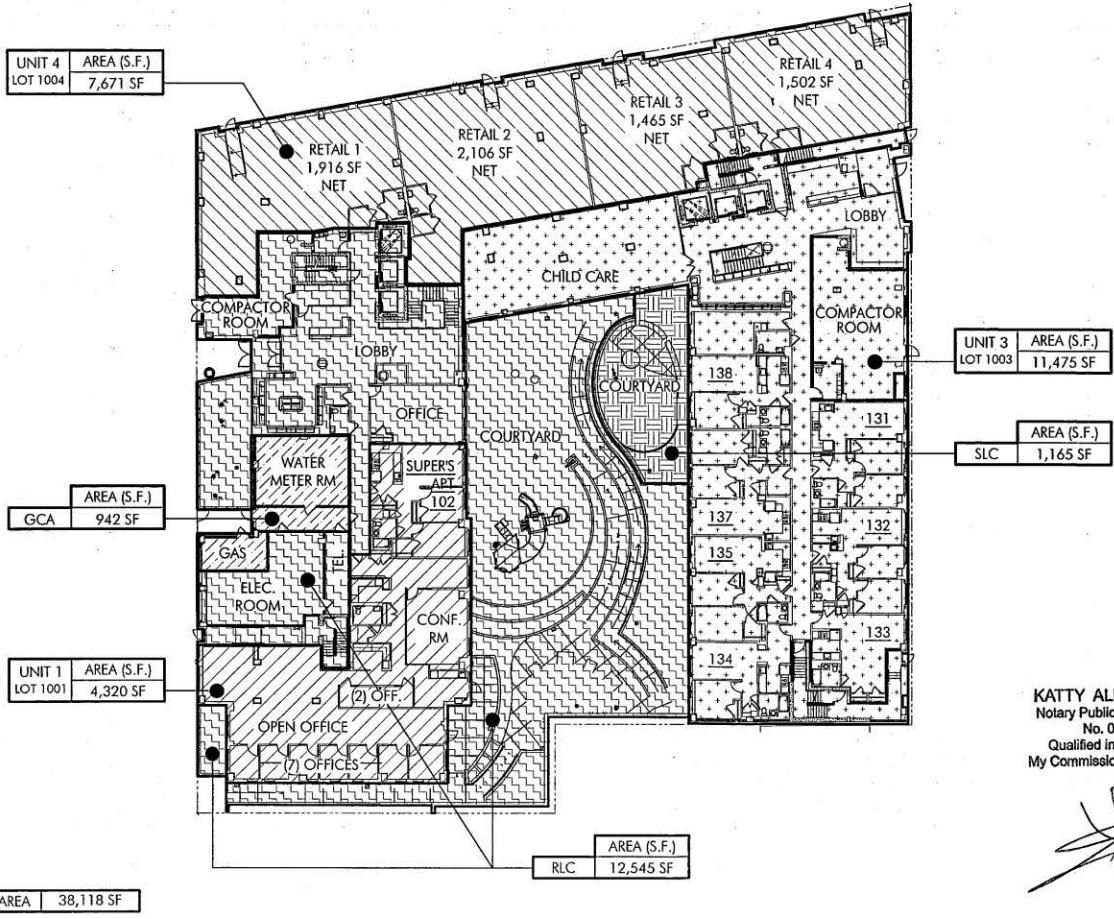 UNIT 4 AREA (S.F.)
LOT 1004 7,671 SF
RETAIL 4
1,502 SF
NET
RETAIL 3
1,465 SF
NET
RETAIL 2
2,106 SF
NET
RETAIL 1
1,916 SF
NET
LOBBY
CHILD CARE
COMPACTOR
ROOM
COMPACTOR
ROOM
LOBBY
UNIT 3 AREA (S.F.)
LOT 1003 11,475 SF
138
COURTYARD
131
OFFICE
COURTYARD
AREA (S.F.)
SLC 1,165 SF
WATER
METER RM
SUPER'S
APT
102
AREA (S.F.)
GCA 942 SF
137
132
135
GAS
TEL.
ELEC.
ROOM
CONF.
RM
133
134
UNIT 1 AREA (S.F.)
LOT 1001 4,320 SF
(2) OFF.
OPEN OFFICE
(7) OFFICES
KATTY AL
Notary Public
No. 0
Qualified in
My Commissio
AREA (S.F.)
RLC 12,545 SF
AREA 38,118 SF